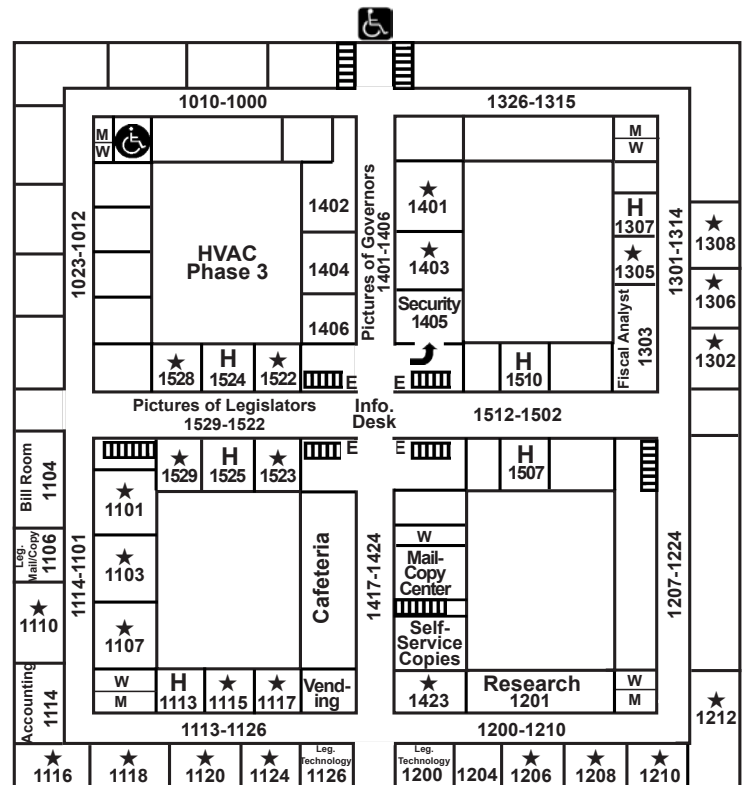 1010-1000
1326-1315
M
W
M
W
1023-1012
1402
1404
1406
HVAC
Phase 3
Pictures of Governors
1401-1406
1401
1403
Security
1405
H
1307
1305
Fiscal Analyst
1303
1301-1314
1308
1306
1302
1528
H
1524
1522
E
E
H
1510
Pictures of Legislators
1529-1522
Info.
Desk
1512-1502
Bill Room
1104
Leg.
Mail/Copy
1106
1110
Accounting
1114
1114-1101
1529
H
1525
1523
E
E
H
1507
1101
1103
1107
W
M
H
1113
1115
1117
Cafeteria
Vend-
ing
1417-1424
W
Mail-
Copy
Center
Self-
Service
Copies
1423
Research
1201
W
M
1207-1224
1212
1113-1126
1200-1210
1116
1118
1120
1124
Leg.
Technology
1126
Leg.
Technology
1200
1204
1206
1208
1210